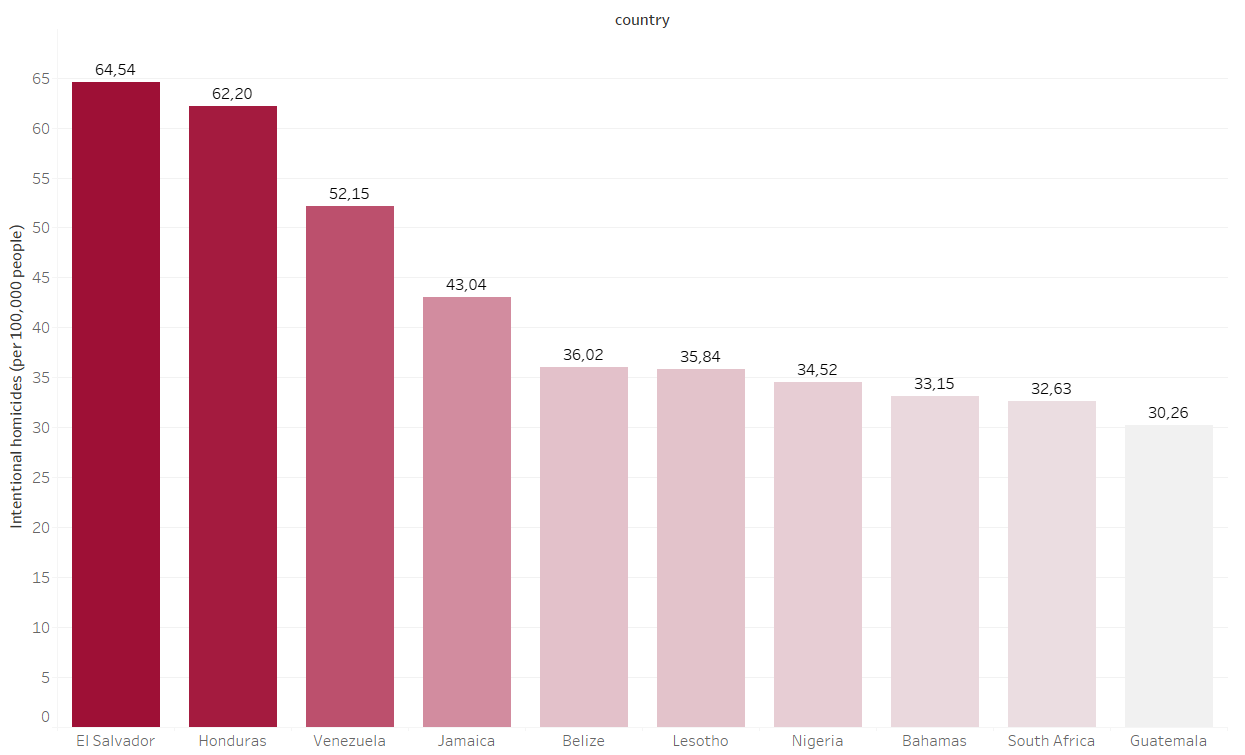 country
Intentional homicides (per 100,000 people)
65
60
55
50
45
40
35
30
25
20
15
10
5
0
64,54
62,20
52,15
43,04
36,02
35,84
34,52
33,15
32,63
30,26
El Salvador
Honduras
Venezuela
Jamaica
Belize
Lesotho
Nigeria
Bahamas
South Africa
Guatemala